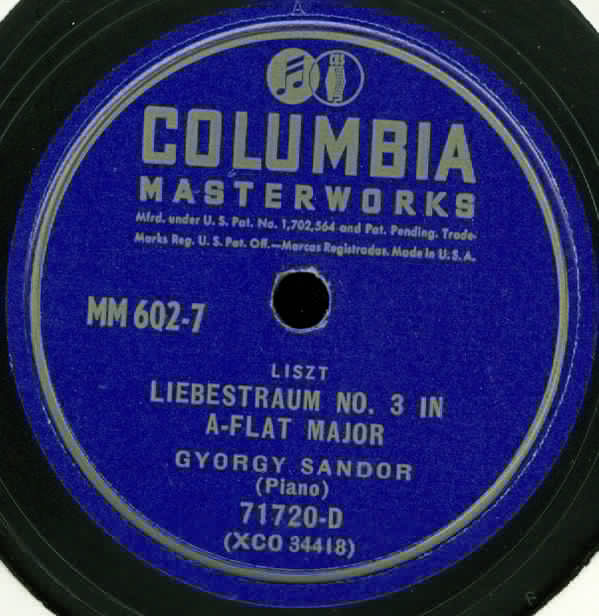 A
CBS
COLUMBIA
MASTERWORKS
Mfrd. under U. S. Pat. No. 1,702,564 and Pat. Pending. Trade-
Marks Reg. U. S. Pat. Off.—Marcas Registradas. Made in U. S. A.
MM 602-7
LISZT
LIEBESTRAUM NO. 3 IN
A-FLAT MAJOR
GYORGY SANDOR
(Piano)
71720-D
(XCO 34418)
F